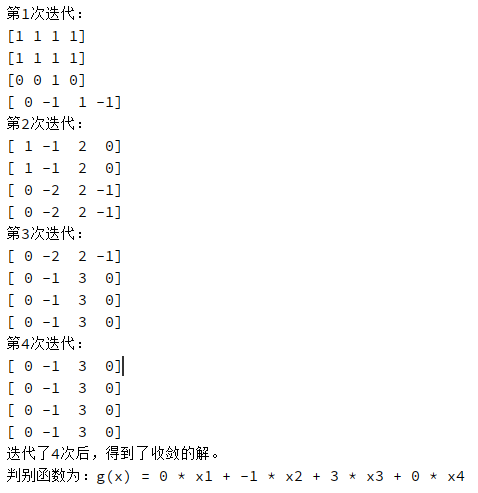 第1次迭代:
[1 1 1 1]
[1 1 1 1]
[0 0 1 0]
[ 0 -1  1 -1]
第2次迭代:
[ 1 -1  2  0]
[ 1 -1  2  0]
[ 0 -2  2 -1]
[ 0 -2  2 -1]
第3次迭代:
[ 0 -2  2 -1]
[ 0 -1  3  0]
[ 0 -1  3  0]
[ 0 -1  3  0]
第4次迭代:
[ 0 -1  3  0]
[ 0 -1  3  0]
[ 0 -1  3  0]
[ 0 -1  3  0]
迭代了4次后，得到了收敛的解。
判别函数为：g(x) = 0 * x1 + -1 * x2 + 3 * x3 + 0 * x4